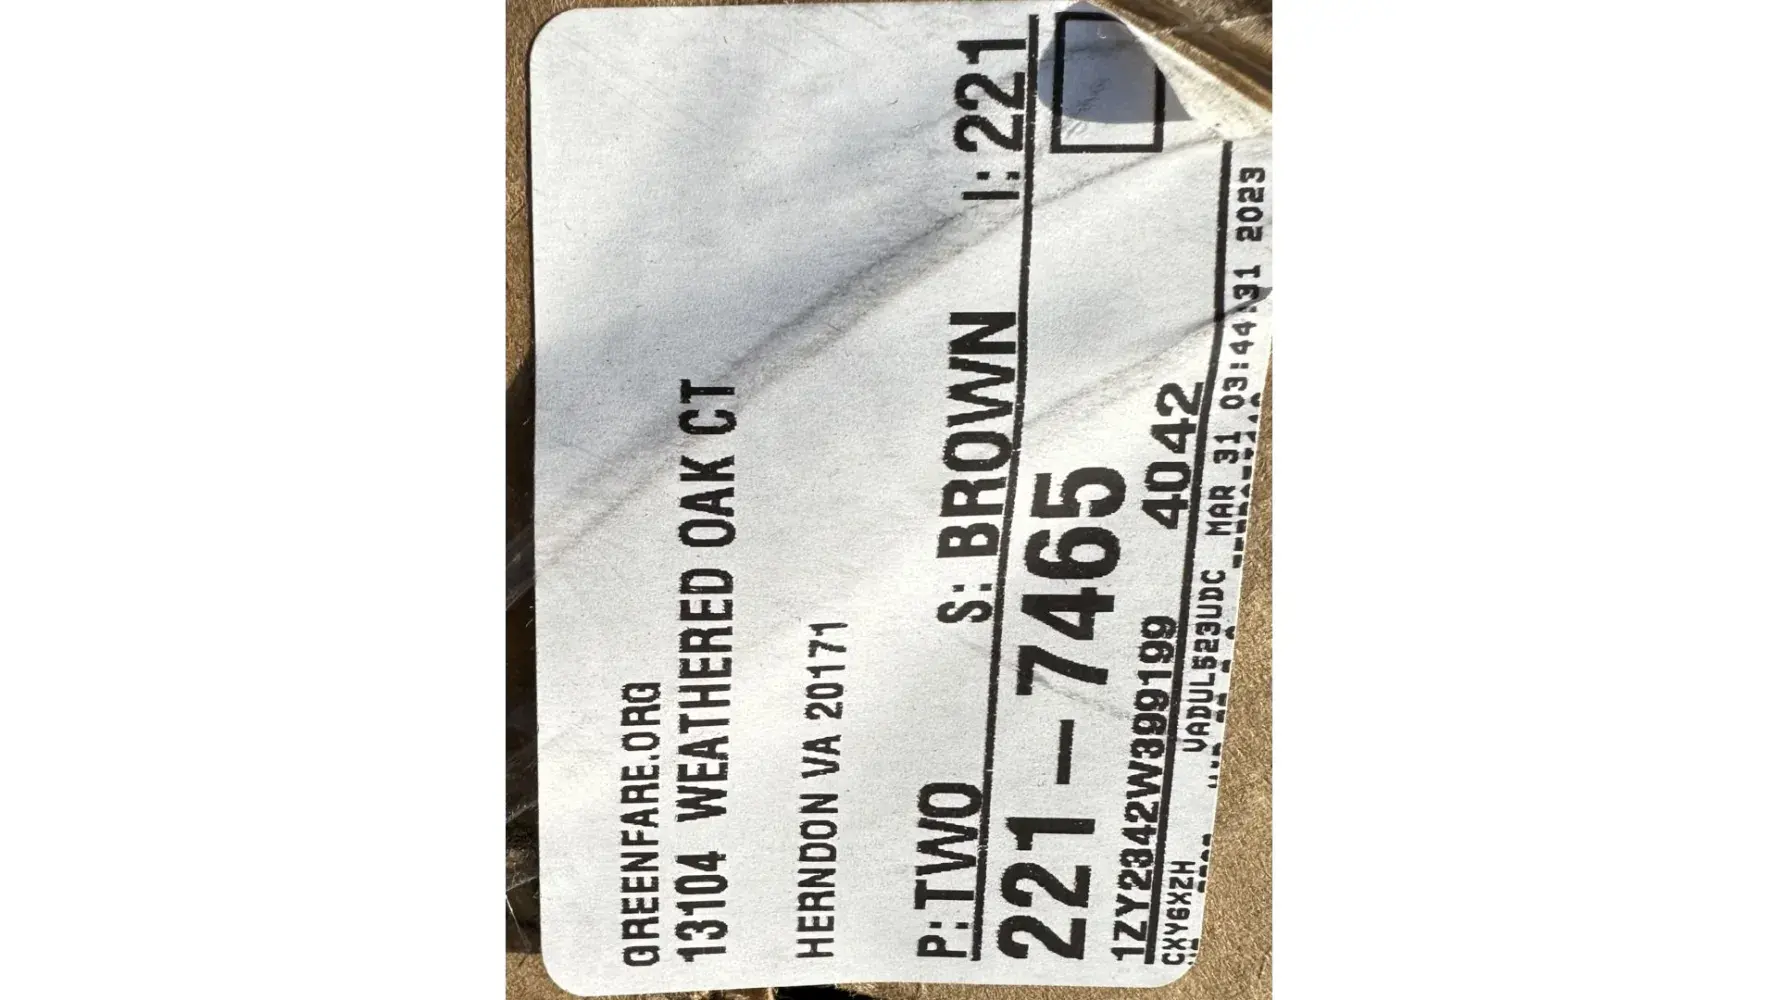 GREENFARE.ORG
13104 WEATHERED OAK CT
HERNDON VA 20171
P: TWO S: BROWN I: 221
221-7465
1ZY2342W399199 4042
CXY6XZH VADUL523UDC MAR 31 03:44:31 2023